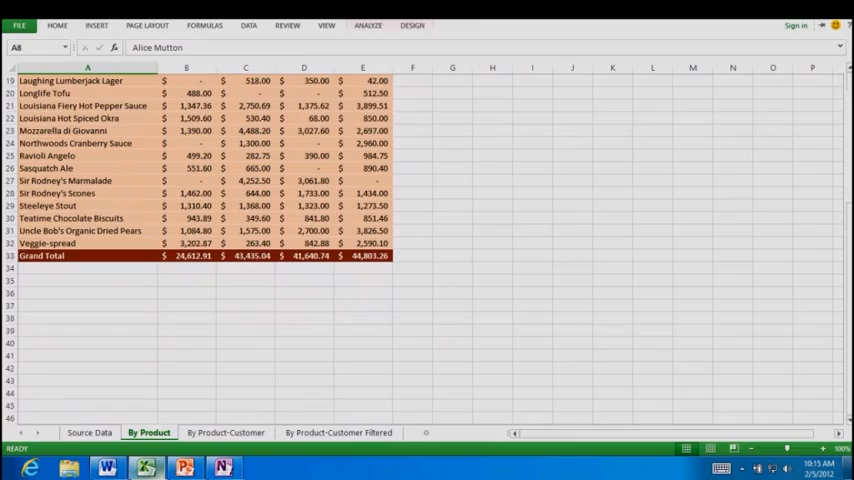 FILE HOME INSERT PAGE LAYOUT FORMULAS DATA REVIEW VIEW ANALYZE DESIGN Sign in
A8 fx Alice Mutton
A B C D E F G H I J K L M N O P
19 Laughing Lumberjack Lager $ - $ 518.00 $ 350.00 $ 42.00
20 Longlife Tofu $ 488.00 $ - $ - $ 512.50
21 Louisiana Fiery Hot Pepper Sauce $ 1,347.36 $ 2,750.69 $ 1,375.62 $ 3,899.51
22 Louisiana Hot Spiced Okra $ 1,509.60 $ 530.40 $ 68.00 $ 850.00
23 Mozzarella di Giovanni $ 1,390.00 $ 4,488.20 $ 3,027.60 $ 2,697.00
24 Northwoods Cranberry Sauce $ - $ 1,300.00 $ - $ 2,960.00
25 Ravioli Angelo $ 499.20 $ 282.75 $ 390.00 $ 984.75
26 Sasquatch Ale $ 551.60 $ 665.00 $ - $ 890.40
27 Sir Rodney's Marmalade $ - $ 4,252.50 $ 3,061.80 $ -
28 Sir Rodney's Scones $ 1,462.00 $ 644.00 $ 1,733.00 $ 1,434.00
29 Steeleye Stout $ 1,310.40 $ 1,368.00 $ 1,323.00 $ 1,273.50
30 Teatime Chocolate Biscuits $ 943.89 $ 349.60 $ 841.80 $ 851.46
31 Uncle Bob's Organic Dried Pears $ 1,084.80 $ 1,575.00 $ 2,700.00 $ 3,826.50
32 Veggie-spread $ 3,202.87 $ 263.40 $ 842.88 $ 2,590.10
33 Grand Total $ 24,612.91 $ 43,435.04 $ 41,640.74 $ 44,803.26
34
35
36
37
38
39
40
41
42
43
44
45
46
Source Data By Product By Product-Customer By Product-Customer Filtered
READY 100%
10:15 AM
2/5/2012